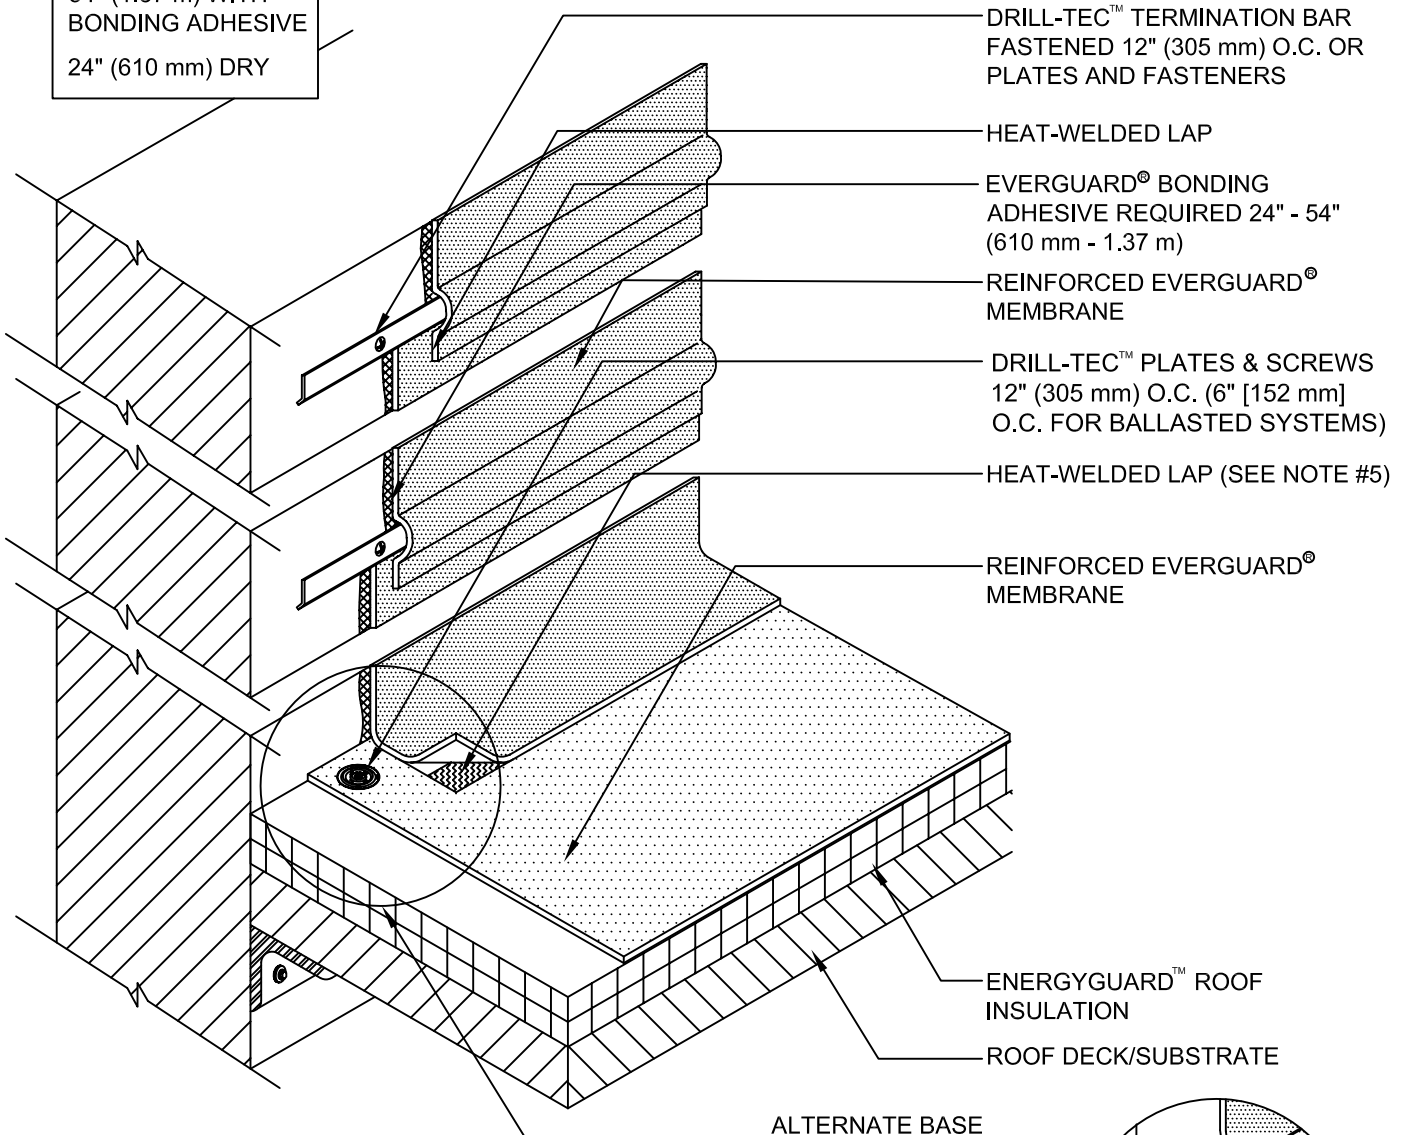 BONDING ADHESIVE
24" (610 mm) DRY
DRILL-TEC™ TERMINATION BAR
FASTENED 12" (305 mm) O.C. OR
PLATES AND FASTENERS
HEAT-WELDED LAP
EVERGUARD® BONDING
ADHESIVE REQUIRED 24" - 54"
(610 mm - 1.37 m)
REINFORCED EVERGUARD®
MEMBRANE
DRILL-TEC™ PLATES & SCREWS
12" (305 mm) O.C. (6" [152 mm]
O.C. FOR BALLASTED SYSTEMS)
HEAT-WELDED LAP (SEE NOTE #5)
REINFORCED EVERGUARD®
MEMBRANE
ENERGYGUARD™ ROOF
INSULATION
ROOF DECK/SUBSTRATE
ALTERNATE BASE